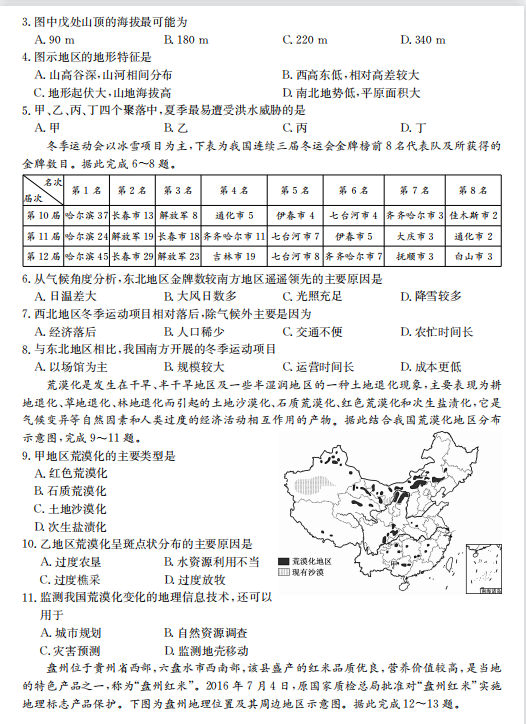 3. 图中戊处山顶的海拔最可能为
A. 90 m B. 180 m C. 220 m D. 340 m
4. 图示地区的地形特征是
A. 山高谷深,山河相间分布 B. 西高东低,相对高差较大
C. 地形起伏大,山地海拔高 D. 南北地势低,平原面积大
5. 甲、乙、丙、丁四个聚落中,夏季最易遭受洪水威胁的是
A. 甲 B. 乙 C. 丙 D. 丁
冬季运动会以冰雪项目为主,下表为我国连续三届冬运会金牌榜前8名代表队及所获得的
金牌数目。据此完成6～8题。
名次 届次 第1名 第2名 第3名 第4名 第5名 第6名 第7名 第8名
第10届 哈尔滨37 长春市13 解放军8 通化市5 伊春市4 七台河市4 齐齐哈尔市3 佳木斯市2
第11届 哈尔滨24 解放军19 长春市18 齐齐哈尔市11 七台河市7 伊春市5 大庆市3 通化市2
第12届 哈尔滨45 长春市29 解放军23 吉林市19 七台河市8 齐齐哈尔市7 抚顺市3 白山市3
6. 从气候角度分析,东北地区金牌数较南方地区遥遥领先的主要原因是
A. 日温差大 B. 大风日数多 C. 光照充足 D. 降雪较多
7. 西北地区冬季运动项目相对落后,除气候外主要是因为
A. 经济落后 B. 人口稀少 C. 交通不便 D. 农忙时间长
8. 与东北地区相比,我国南方开展的冬季运动项目
A. 以场馆为主 B. 规模较大 C. 运营时间长 D. 成本更低
荒漠化是发生在干旱、半干旱地区及一些半湿润地区的一种土地退化现象,主要表现为耕
地退化、草地退化、林地退化而引起的土地沙漠化、石质荒漠化、红色荒漠化和次生盐渍化,它是
气候变异等自然因素和人类过度的经济活动相互作用的产物。据此结合我国荒漠化地区分布
示意图,完成9～11题。
9. 甲地区荒漠化的主要类型是
A. 红色荒漠化
B. 石质荒漠化
C. 土地沙漠化
D. 次生盐渍化
10. 乙地区荒漠化呈斑点状分布的主要原因是
A. 过度农垦 B. 水资源利用不当
C. 过度樵采 D. 过度放牧
荒漠化地区
现有沙漠
南海诸岛
11. 监测我国荒漠化变化的地理信息技术,还可以
用于
A. 城市规划 B. 自然资源调查
C. 灾害预测 D. 监测地壳移动
盘州位于贵州省西部,六盘水市西南部,该县盛产的红米品质优良,营养价值较高,是当地
的特色产品之一,称为“盘州红米”。2016年7月4日,原国家质检总局批准对“盘州红米”实施
地理标志产品保护。下图为盘州地理位置及其周边地区示意图。据此完成12～13题。